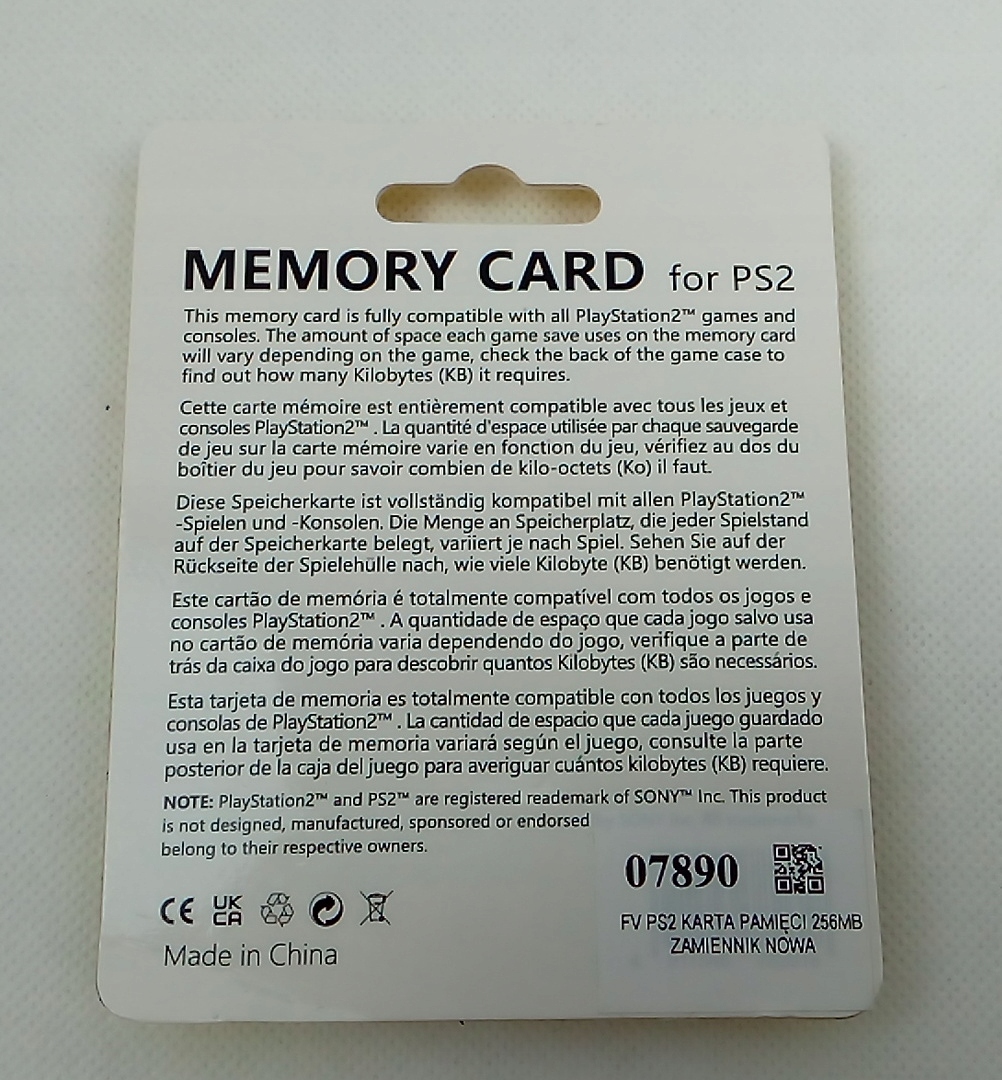 MEMORY CARD for PS2
This memory card is fully compatible with all PlayStation2™ games and
consoles. The amount of space each game save uses on the memory card
will vary depending on the game, check the back of the game case to
find out how many Kilobytes (KB) it requires.
Cette carte mémoire est entièrement compatible avec tous les jeux et
consoles PlayStation2™ . La quantité d'espace utilisée par chaque sauvegarde
de jeu sur la carte mémoire varie en fonction du jeu, vérifiez au dos du
boîtier du jeu pour savoir combien de kilo-octets (Ko) il faut.
Diese Speicherkarte ist vollständig kompatibel mit allen PlayStation2™
-Spielen und -Konsolen. Die Menge an Speicherplatz, die jeder Spielstand
auf der Speicherkarte belegt, variiert je nach Spiel. Sehen Sie auf der
Rückseite der Spielehülle nach, wie viele Kilobyte (KB) benötigt werden.
Este cartão de memória é totalmente compatível com todos os jogos e
consoles PlayStation2™ . A quantidade de espaço que cada jogo salvo usa
no cartão de memória varia dependendo do jogo, verifique a parte de
trás da caixa do jogo para descobrir quantos Kilobytes (KB) são necessários.
Esta tarjeta de memoria es totalmente compatible con todos los juegos y
consolas de PlayStation2™ . La cantidad de espacio que cada juego guardado
usa en la tarjeta de memoria variará según el juego, consulte la parte
posterior de la caja del juego para averiguar cuántos kilobytes (KB) requiere.
NOTE: PlayStation2™ and PS2™ are registered reademark of SONY™ Inc. This product
is not designed, manufactured, sponsored or endorsed
belong to their respective owners.
CE UK CA
Made in China
07890
FV PS2 KARTA PAMIĘCI 256MB
ZAMIENNIK NOWA